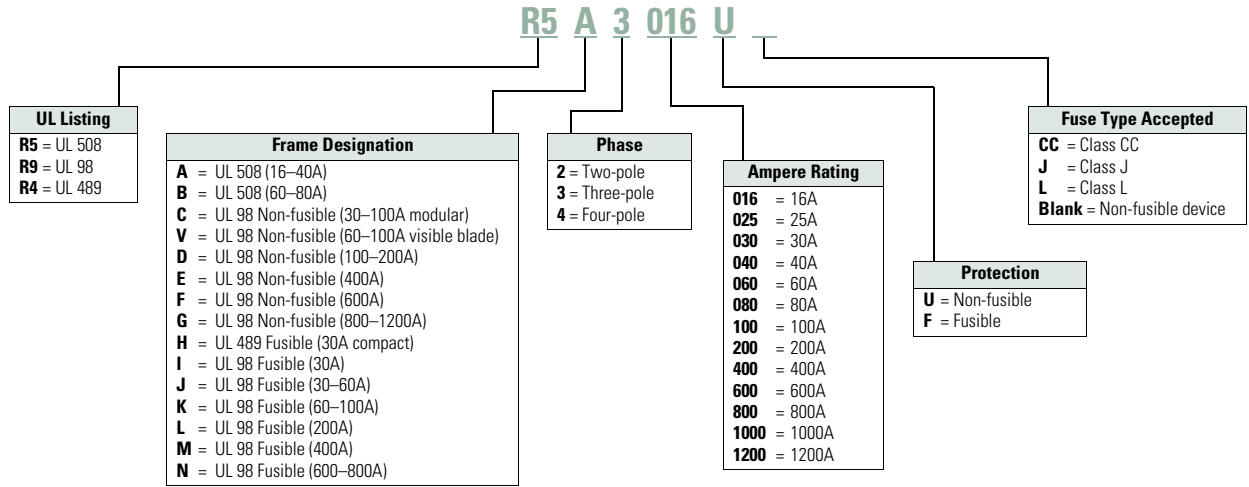 R5 A 3 016 U _
UL Listing
R5 = UL 508
R9 = UL 98
R4 = UL 489
Frame Designation
A = UL 508 (16–40A)
B = UL 508 (60–80A)
C = UL 98 Non-fusible (30–100A modular)
V = UL 98 Non-fusible (60–100A visible blade)
D = UL 98 Non-fusible (100–200A)
E = UL 98 Non-fusible (400A)
F = UL 98 Non-fusible (600A)
G = UL 98 Non-fusible (800–1200A)
H = UL 489 Fusible (30A compact)
I = UL 98 Fusible (30A)
J = UL 98 Fusible (30–60A)
K = UL 98 Fusible (60–100A)
L = UL 98 Fusible (200A)
M = UL 98 Fusible (400A)
N = UL 98 Fusible (600–800A)
Phase
2 = Two-pole
3 = Three-pole
4 = Four-pole
Ampere Rating
016 = 16A
025 = 25A
030 = 30A
040 = 40A
060 = 60A
080 = 80A
100 = 100A
200 = 200A
400 = 400A
600 = 600A
800 = 800A
1000 = 1000A
1200 = 1200A
Protection
U = Non-fusible
F = Fusible
Fuse Type Accepted
CC = Class CC
J = Class J
L = Class L
Blank = Non-fusible device